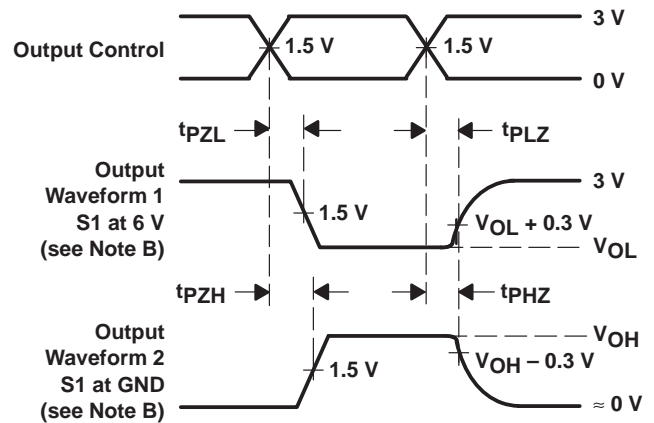 3 V
Output Control
1.5 V
1.5 V
0 V
tPZL
tPLZ
Output
Waveform 1
S1 at 6 V
(see Note B)
3 V
1.5 V
VOL + 0.3 V
VOL
tPZH
tPHZ
Output
Waveform 2
S1 at GND
(see Note B)
VOH
1.5 V
VOH – 0.3 V
≈ 0 V